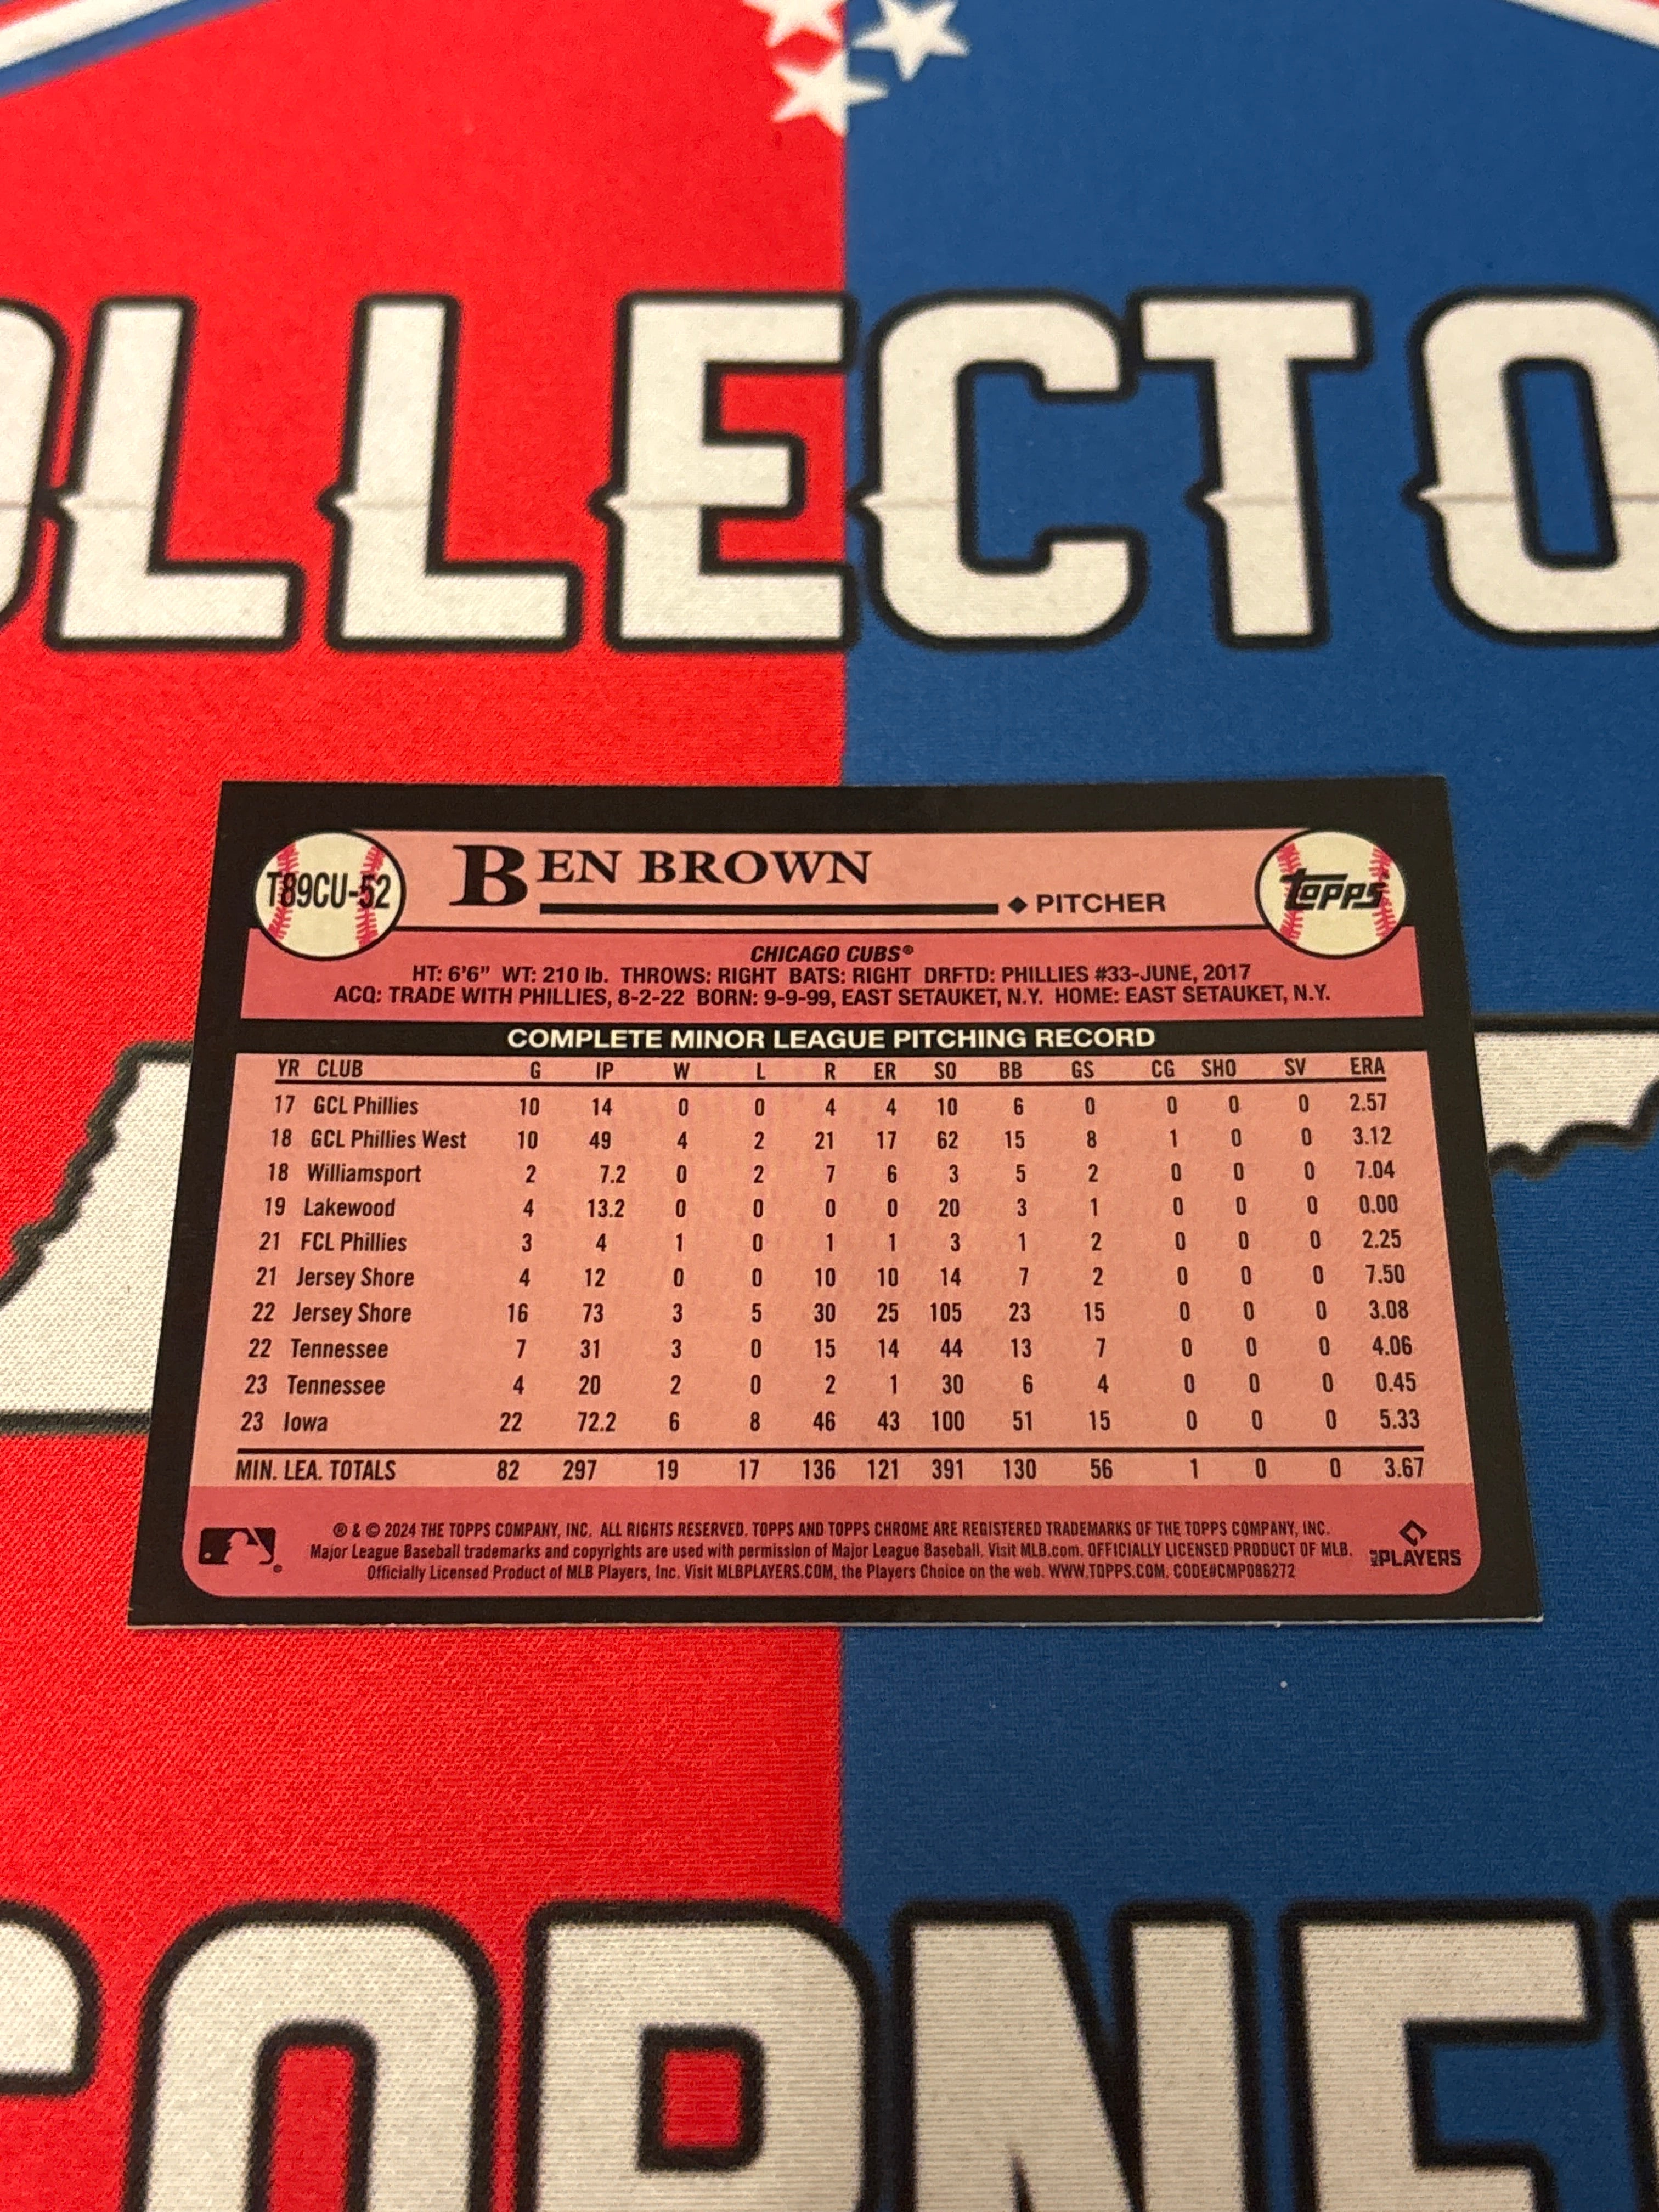 OLLECTO
T89CU-52
BEN BROWN
◆ PITCHER
TOPPS
CHICAGO CUBS®
HT: 6'6" WT: 210 lb. THROWS: RIGHT BATS: RIGHT DRFTD: PHILLIES #33-JUNE, 2017
ACQ: TRADE WITH PHILLIES, 8-2-22 BORN: 9-9-99, EAST SETAUKET, N.Y. HOME: EAST SETAUKET, N.Y.
COMPLETE MINOR LEAGUE PITCHING RECORD
YR CLUB G IP W L R ER SO BB GS CG SHO SV ERA
17 GCL Phillies 10 14 0 0 4 4 10 6 0 0 0 0 2.57
18 GCL Phillies West 10 49 4 2 21 17 62 15 8 1 0 0 3.12
18 Williamsport 2 7.2 0 2 7 6 3 5 2 0 0 0 7.04
19 Lakewood 4 13.2 0 0 0 0 20 3 1 0 0 0 0.00
21 FCL Phillies 3 4 1 0 1 1 3 1 2 0 0 0 2.25
21 Jersey Shore 4 12 0 0 10 10 14 7 2 0 0 0 7.50
22 Jersey Shore 16 73 3 5 30 25 105 23 15 0 0 0 3.08
22 Tennessee 7 31 3 0 15 14 44 13 7 0 0 0 4.06
23 Tennessee 4 20 2 0 2 1 30 6 4 0 0 0 0.45
23 Iowa 22 72.2 6 8 46 43 100 51 15 0 0 0 5.33
MIN. LEA. TOTALS 82 297 19 17 136 121 391 130 56 1 0 0 3.67
® & © 2024 THE TOPPS COMPANY, INC. ALL RIGHTS RESERVED. TOPPS AND TOPPS CHROME ARE REGISTERED TRADEMARKS OF THE TOPPS COMPANY, INC.
Major League Baseball trademarks and copyrights are used with permission of Major League Baseball. Visit MLB.com. OFFICIALLY LICENSED PRODUCT OF MLB.
Officially Licensed Product of MLB Players, Inc. Visit MLBPLAYERS.COM, the Players Choice on the web. WWW.TOPPS.COM. CODE#CMP086272
MLB PLAYERS
CORNE